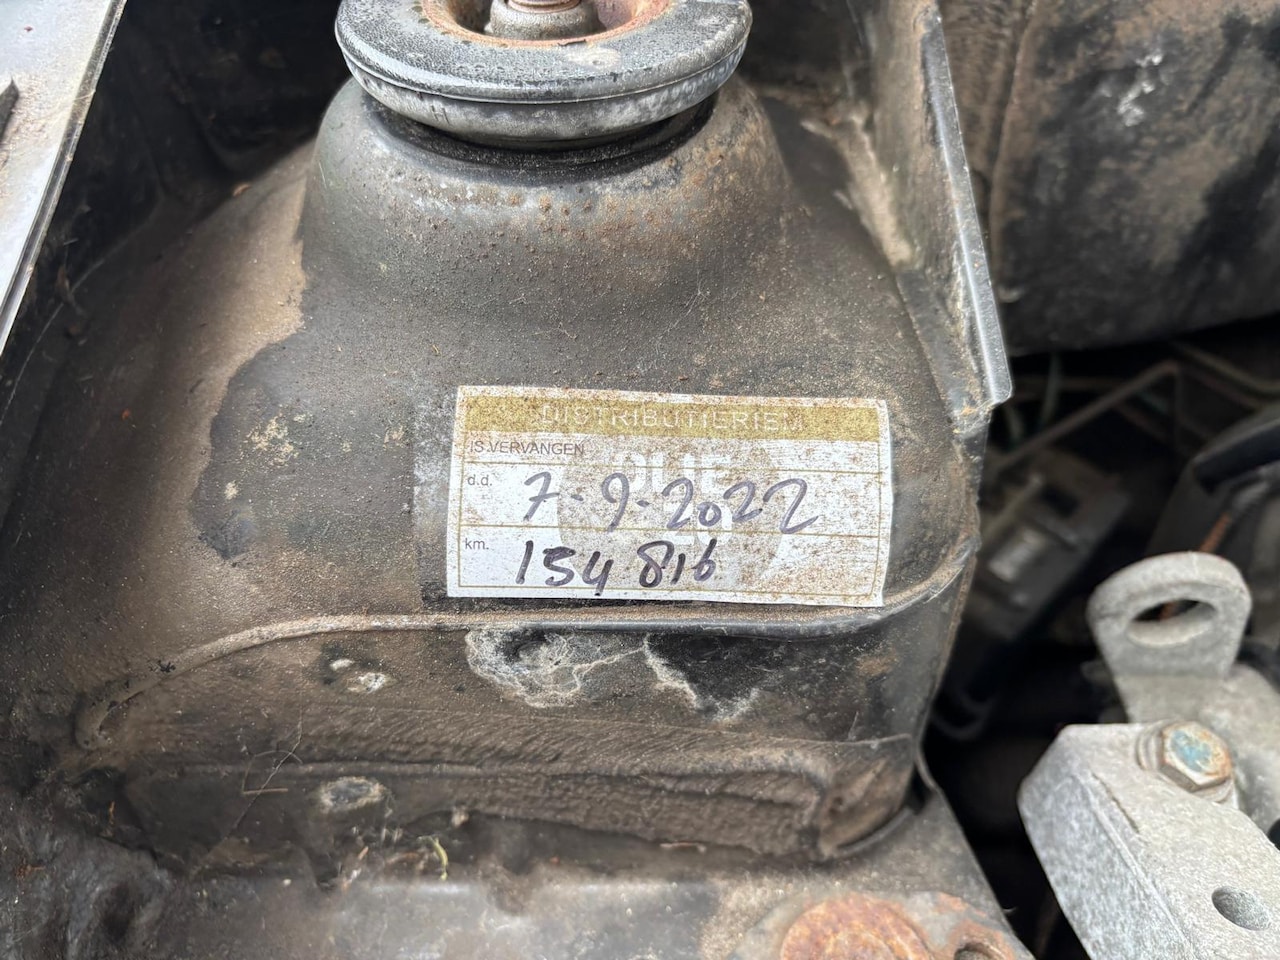 DISTRIBUTIERIEM
IS VERVANGEN
d.d. 7-9-2022
km. 154 816